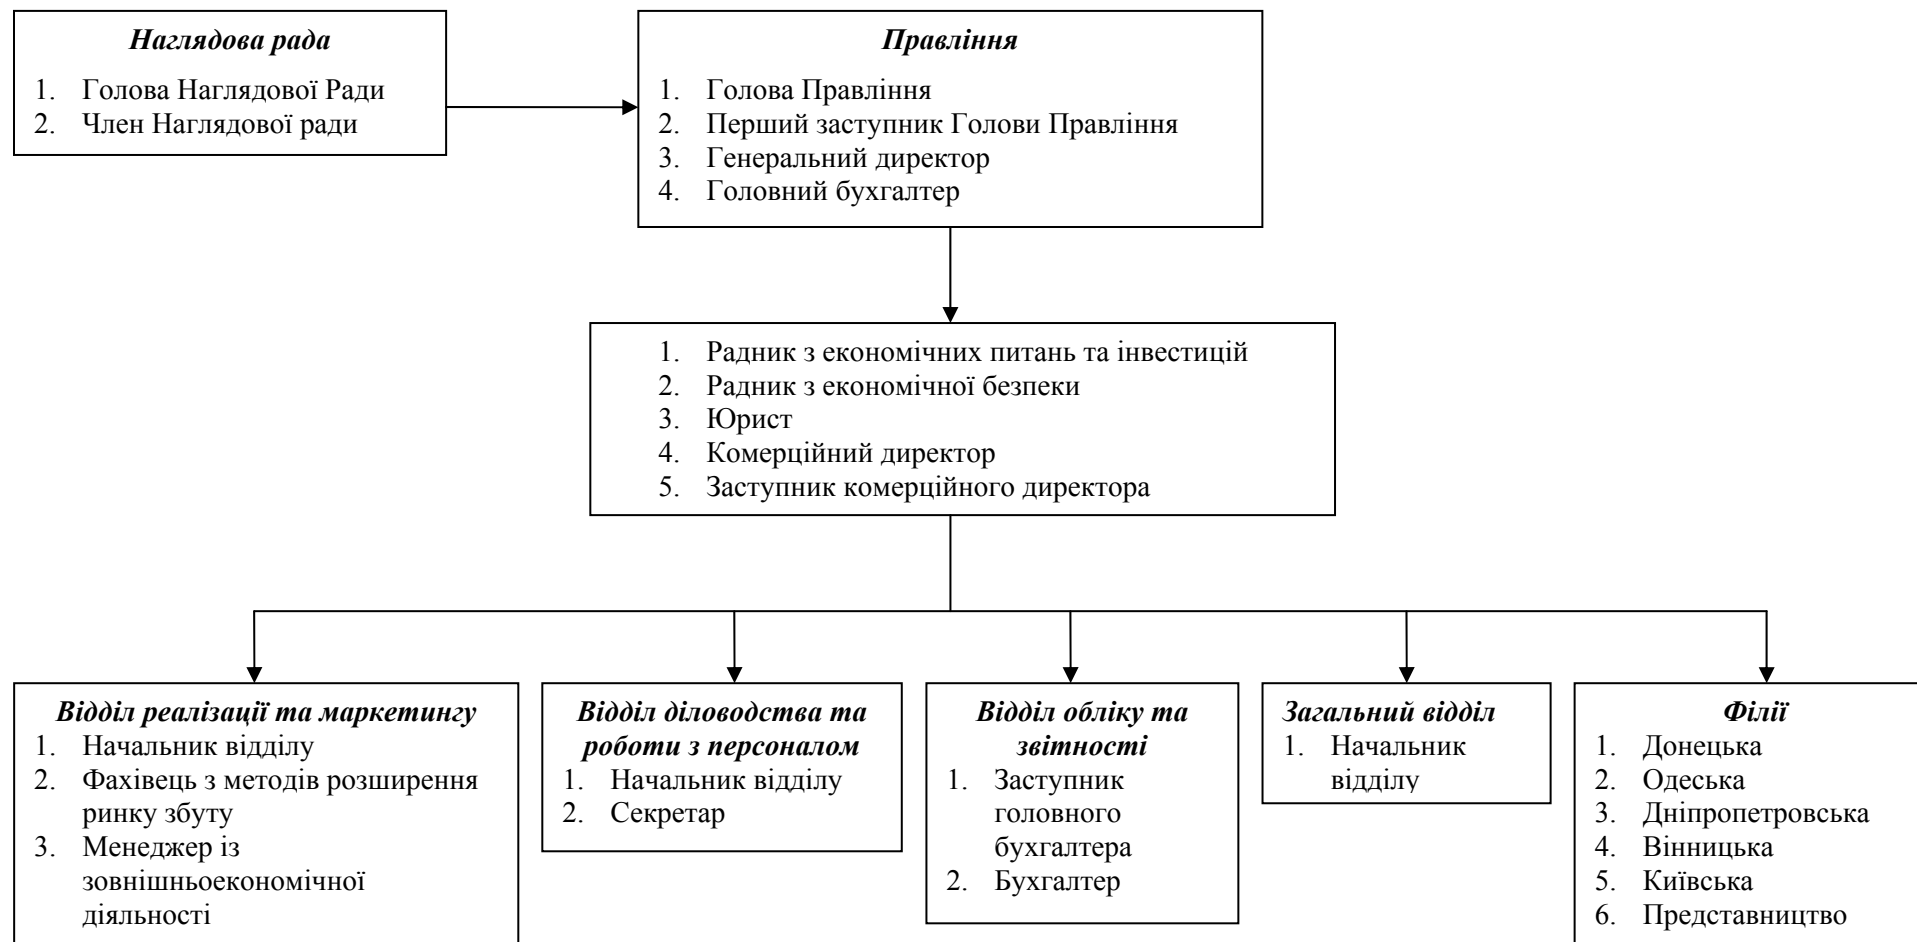 Наглядова рада
1. Голова Наглядової Ради
2. Член Наглядової ради
Правління
1. Голова Правління
2. Перший заступник Голови Правління
3. Генеральний директор
4. Головний бухгалтер
1. Радник з економічних питань та інвестицій
2. Радник з економічної безпеки
3. Юрист
4. Комерційний директор
5. Заступник комерційного директора
Відділ реалізації та маркетингу
1. Начальник відділу
2. Фахівець з методів розширення
ринку збуту
3. Менеджер із
зовнішньоекономічної
діяльності
Відділ діловодства та
роботи з персоналом
1. Начальник відділу
2. Секретар
Відділ обліку та
звітності
1. Заступник
головного
бухгалтера
2. Бухгалтер
Загальний відділ
1. Начальник
відділу
Філії
1. Донецька
2. Одеська
3. Дніпропетровська
4. Вінницька
5. Київська
6. Представництво